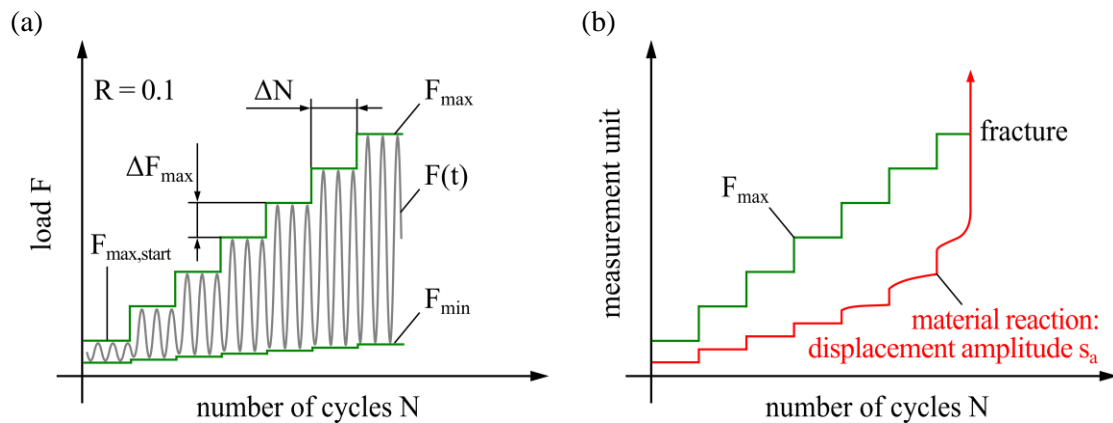 (a)
R = 0.1
ΔN
F_max
ΔF_max
F(t)
F_max,start
F_min
load F
number of cycles N
(b)
fracture
F_max
measurement unit
material reaction:
displacement amplitude s_a
number of cycles N